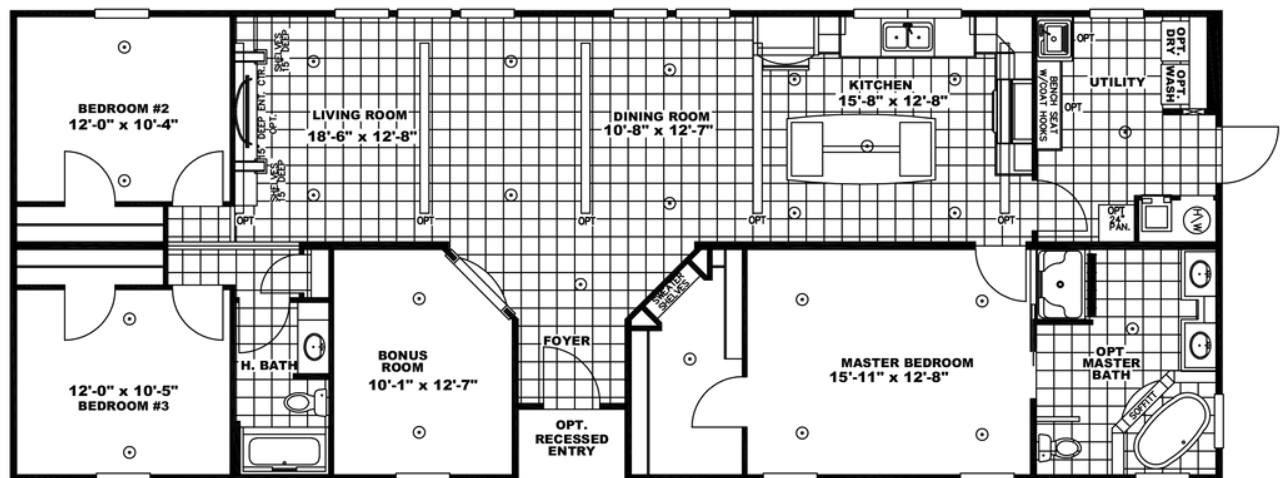 BEDROOM #2
12'-0" x 10'-4"
SHELVES
15" DEEP
15" DEEP ENT. CTR.
OPT.
SHELVES
15" DEEP
OPT
LIVING ROOM
18'-6" x 12'-8"
OPT
DINING ROOM
10'-8" x 12'-7"
OPT
KITCHEN
15'-8" x 12'-8"
OPT
OPT
OPT
BENCH SEAT
W/COAT HOOKS
OPT
UTILITY
OPT.
DRY
OPT.
WASH
OPT
24"
PAN.
H/W
12'-0" x 10'-5"
BEDROOM #3
H. BATH
BONUS
ROOM
10'-1" x 12'-7"
FOYER
OPT.
RECESSED
ENTRY
SWEATER
SHELVES
MASTER BEDROOM
15'-11" x 12'-8"
OPT
MASTER
BATH
SOFFITT